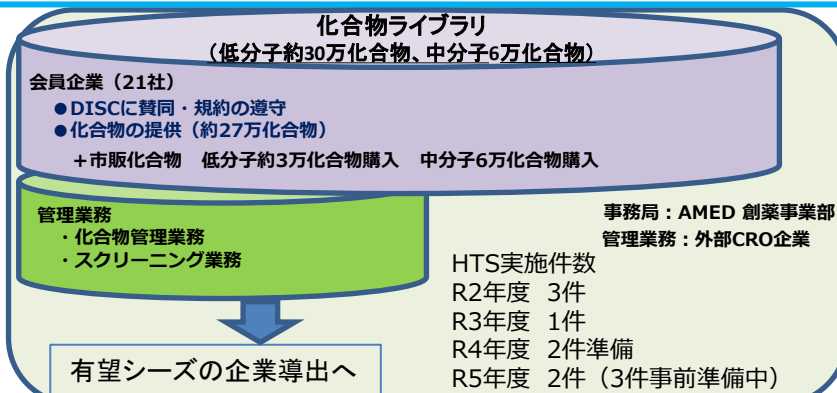 化合物ライブラリ
（低分子約30万化合物、中分子6万化合物）
会員企業（21社）
●DISCに賛同・規約の遵守
●化合物の提供（約27万化合物）
＋市販化合物　低分子約3万化合物購入　中分子6万化合物購入
管理業務
・化合物管理業務
・スクリーニング業務
事務局：AMED 創薬事業部
管理業務：外部CRO企業
HTS実施件数
R2年度 3件
R3年度 1件
R4年度 2件準備
R5年度 2件（3件事前準備中）
有望シーズの企業導出へ